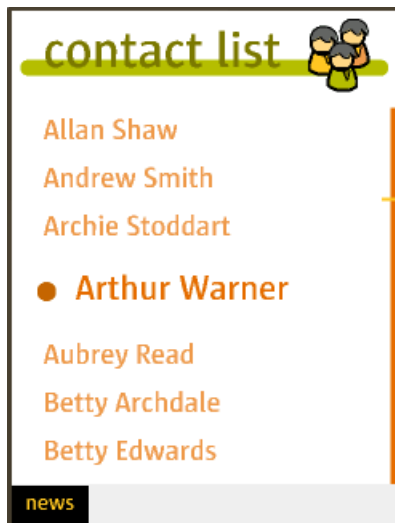 contact list
Allan Shaw
Andrew Smith
Archie Stoddart
Arthur Warner
Aubrey Read
Betty Archdale
Betty Edwards
news